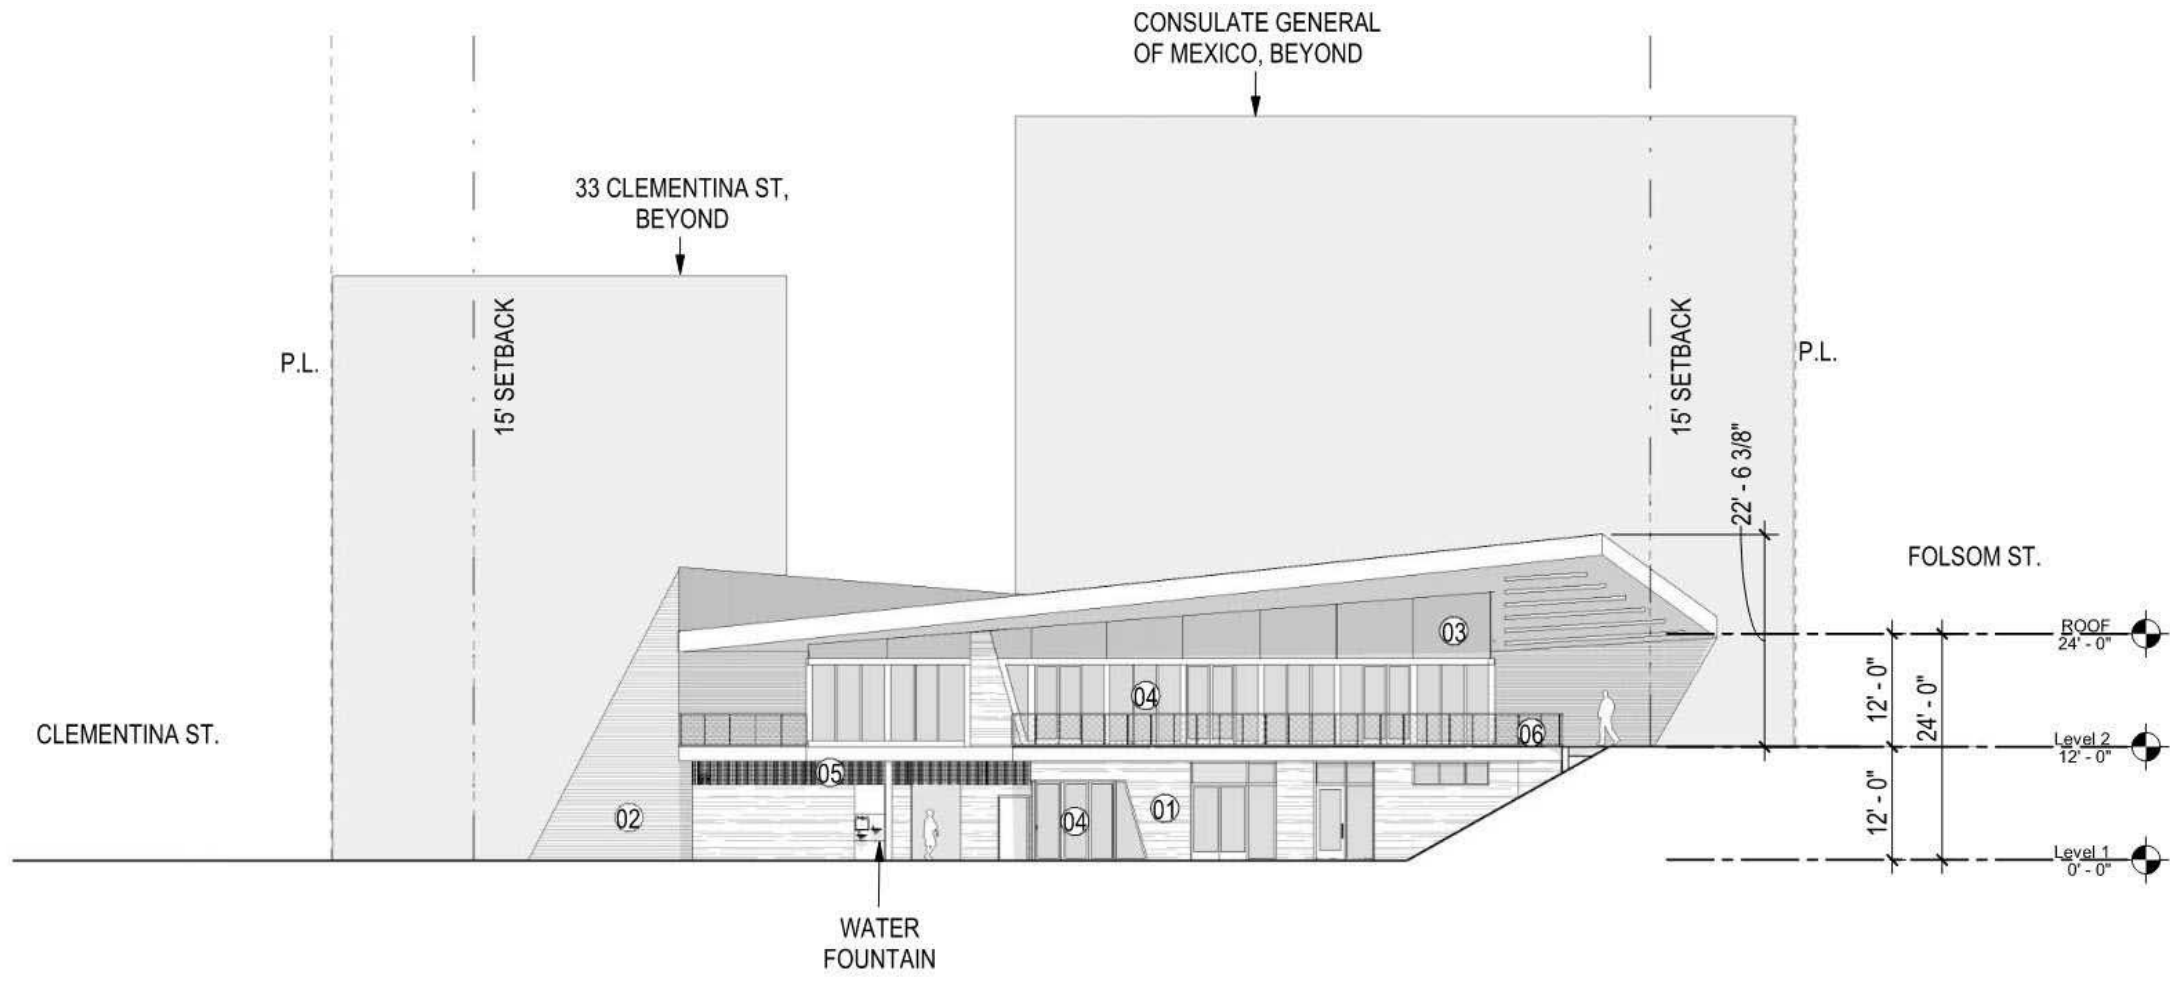 CONSULATE GENERAL
OF MEXICO, BEYOND
33 CLEMENTINA ST,
BEYOND
15' SETBACK
15' SETBACK
P.L.
P.L.
22' - 6 3/8"
FOLSOM ST.
ROOF
24' - 0"
03
12' - 0"
24' - 0"
04
CLEMENTINA ST.
06
Level 2
12' - 0"
05
02
04
01
12' - 0"
Level 1
0' - 0"
WATER
FOUNTAIN